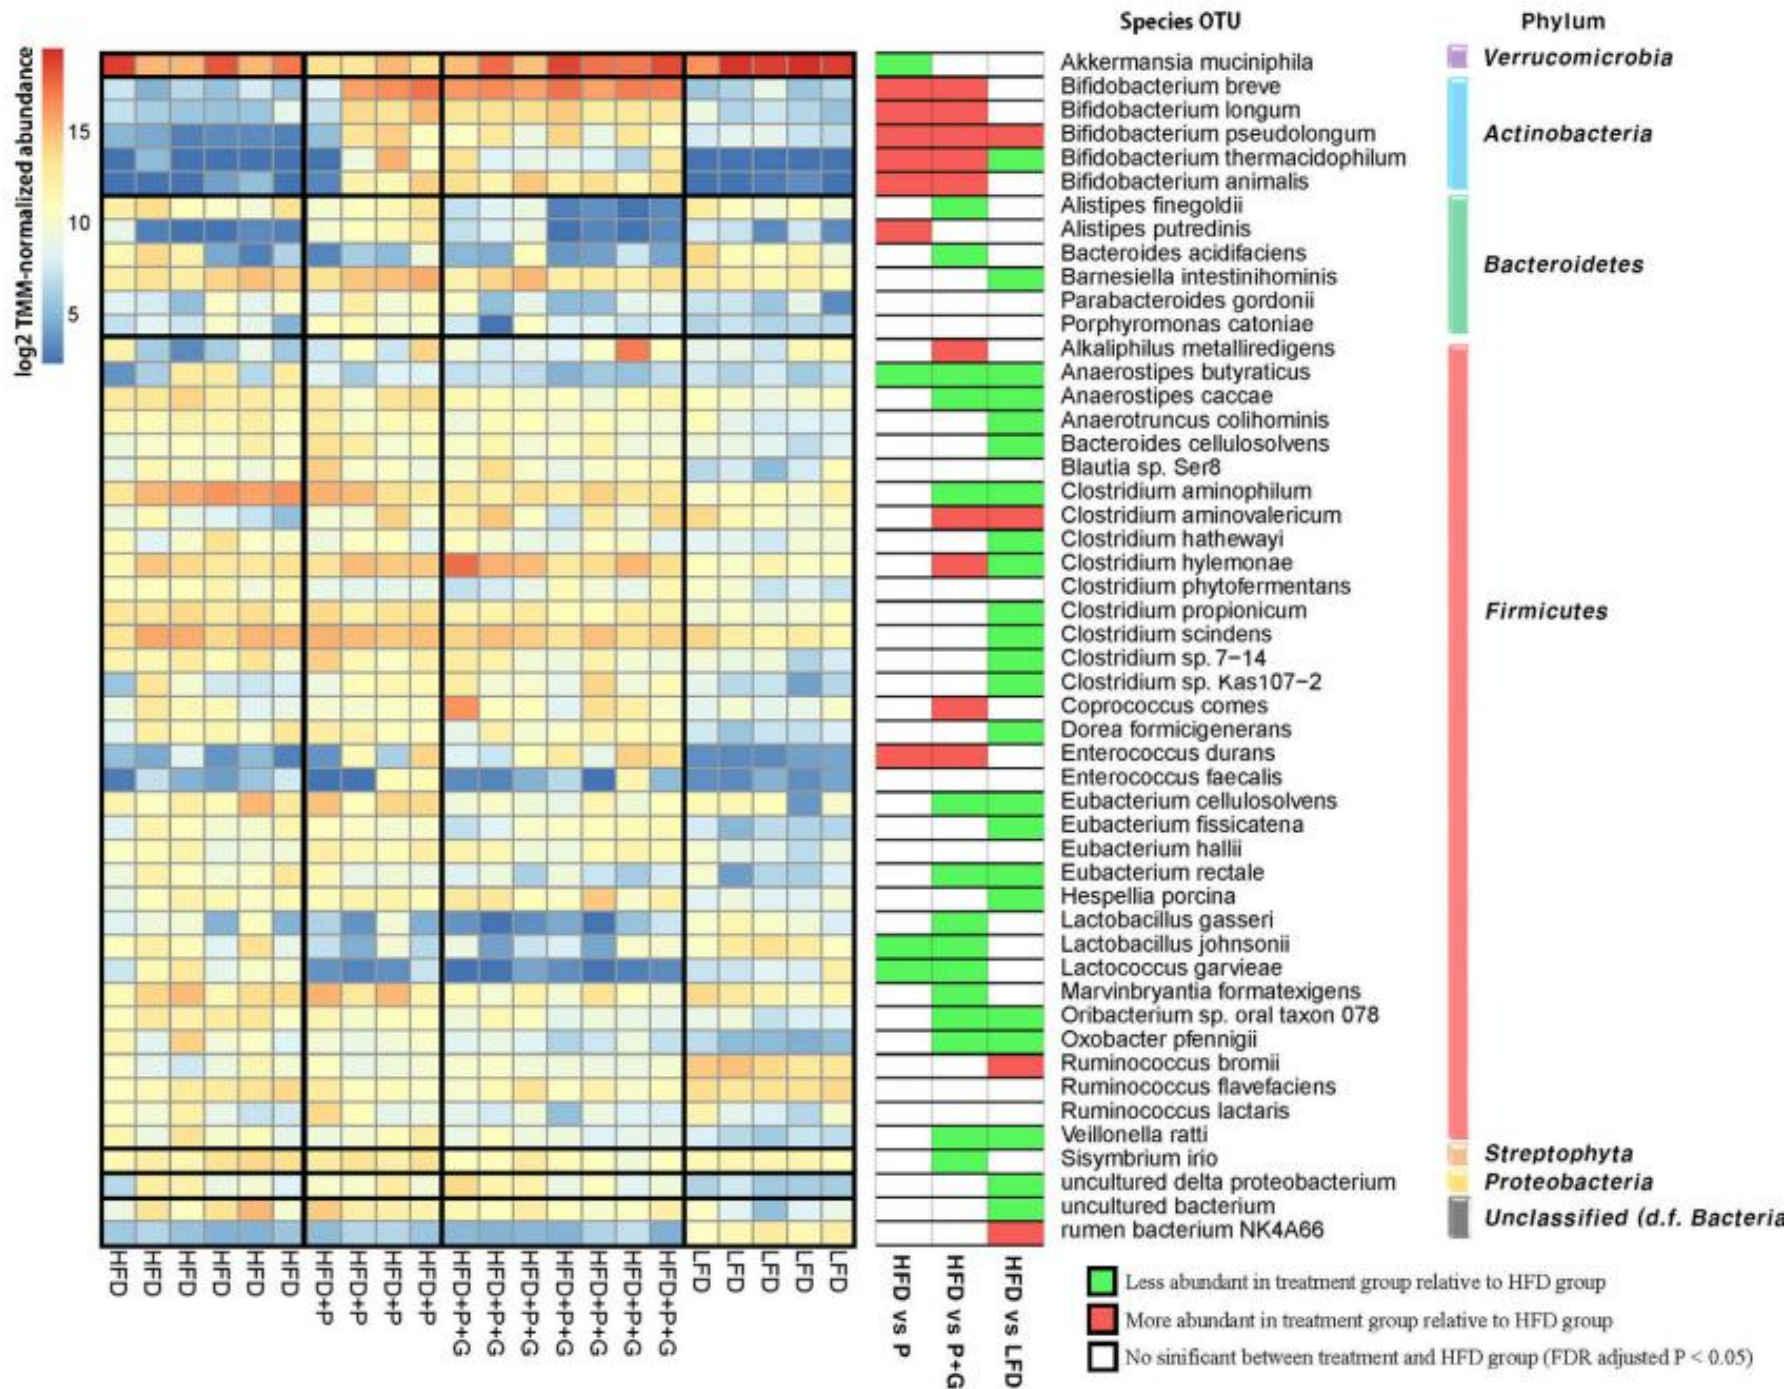 Species OTU
Phylum
log2 TMM-normalized abundance
15
10
5
Akkermansia muciniphila
Bifidobacterium breve
Bifidobacterium longum
Bifidobacterium pseudolongum
Bifidobacterium thermacidophilum
Bifidobacterium animalis
Alistipes finegoldii
Alistipes putredinis
Bacteroides acidifaciens
Barnesiella intestinihominis
Parabacteroides gordonii
Porphyromonas catoniae
Alkaliphilus metalliredigens
Anaerostipes butyraticus
Anaerostipes caccae
Anaerotruncus colihominis
Bacteroides cellulosolvens
Blautia sp. Ser8
Clostridium aminophilum
Clostridium aminovalericum
Clostridium hathewayi
Clostridium hylemonae
Clostridium phytofermentans
Clostridium propionicum
Clostridium scindens
Clostridium sp. 7−14
Clostridium sp. Kas107−2
Coprococcus comes
Dorea formicigenerans
Enterococcus durans
Enterococcus faecalis
Eubacterium cellulosolvens
Eubacterium fissicatena
Eubacterium hallii
Eubacterium rectale
Hespellia porcina
Lactobacillus gasseri
Lactobacillus johnsonii
Lactococcus garvieae
Marvinbryantia formatexigens
Oribacterium sp. oral taxon 078
Oxobacter pfennigii
Ruminococcus bromii
Ruminococcus flavefaciens
Ruminococcus lactaris
Veillonella ratti
Sisymbrium irio
uncultured delta proteobacterium
uncultured bacterium
rumen bacterium NK4A66
Verrucomicrobia
Actinobacteria
Bacteroidetes
Firmicutes
Streptophyta
Proteobacteria
Unclassified (d.f. Bacteria
HFD
HFD
HFD
HFD
HFD
HFD
HFD+P
HFD+P
HFD+P
HFD+P
HFD+P+G
HFD+P+G
HFD+P+G
HFD+P+G
HFD+P+G
HFD+P+G
HFD+P+G
LFD
LFD
LFD
LFD
LFD
HFD vs P
HFD vs P+G
HFD vs LFD
Less abundant in treatment group relative to HFD group
More abundant in treatment group relative to HFD group
No sinificant between treatment and HFD group (FDR adjusted P < 0.05)